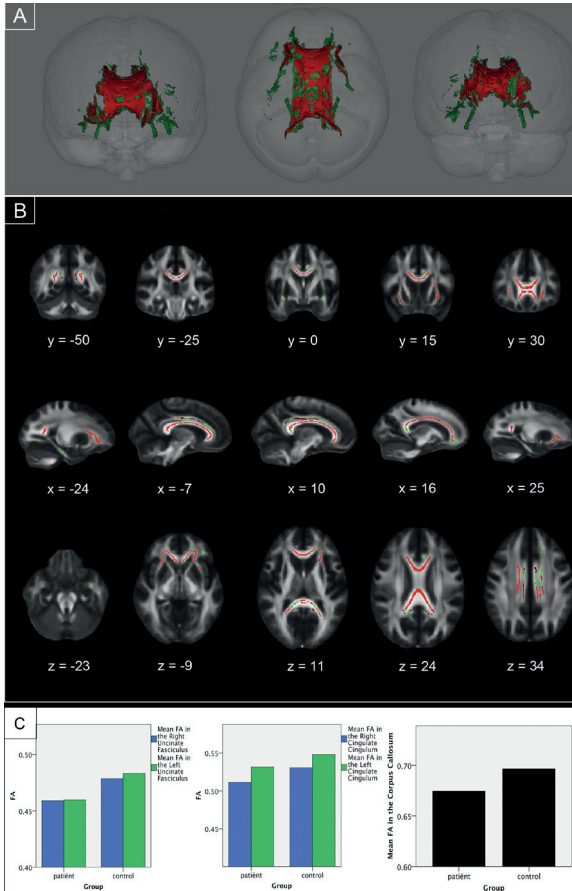 A
B
y = -50
y = -25
y = 0
y = 15
y = 30
x = -24
x = -7
x = 10
x = 16
x = 25
z = -23
z = -9
z = 11
z = 24
z = 34
C
FA
0.50
0.45
0.40
patiënt
control
Group
Mean FA in
the Right
Uncinate
Fasciculus
Mean FA in
the Left
Uncinate
Fasciculus
FA
0.55
0.50
0.45
patiënt
control
Group
Mean FA in
the Right
Cingulate
Cingulum
Mean FA in
the Left
Cingulate
Cingulum
Mean FA in the Corpus Callosum
0.70
0.60
patiënt
control
Group